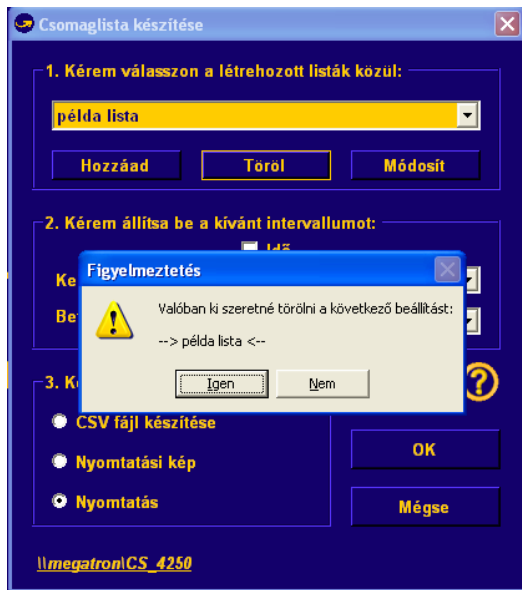 Csomaglista készítése
1. Kérem válasszon a létrehozott listák közül:
példa lista
Hozzáad Töröl Módosít
2. Kérem állítsa be a kívánt intervallumot:
Figyelmeztetés
Valóban ki szeretné törölni a következő beállítást:
--> példa lista <--
Igen Nem
3.
CSV fájl készítése
Nyomtatási kép
Nyomtatás
OK
Mégse
\\megatron\CS_4250